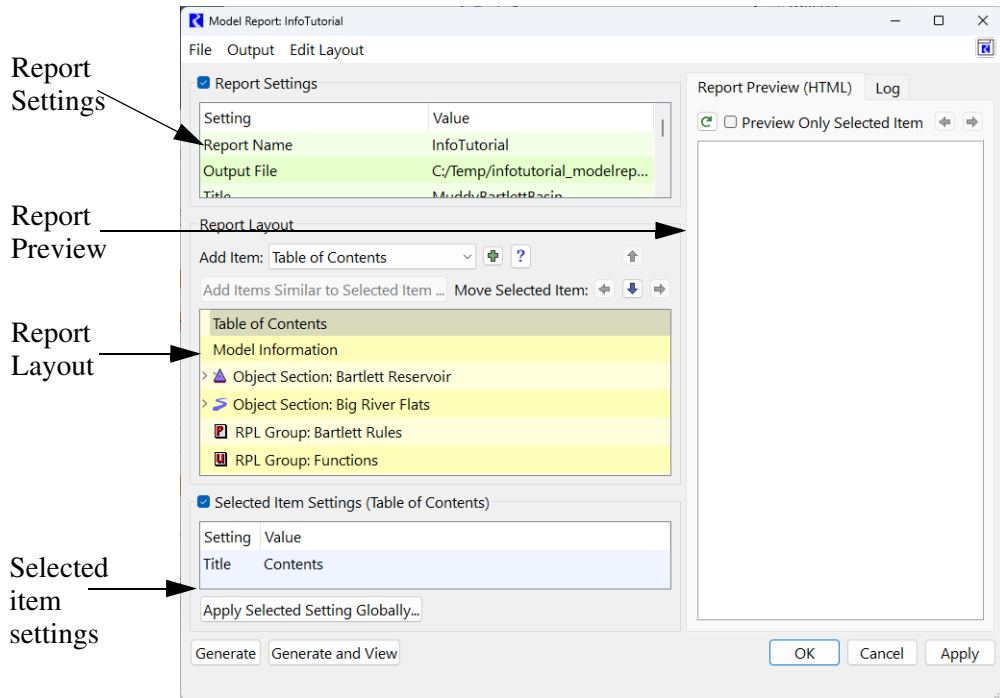 Model Report: InfoTutorial
File Output Edit Layout
Report
Settings
Report Settings
Setting Value
Report Name InfoTutorial
Output File C:/Temp/infotutorial_modelrep...
Title MuddyBartlettBasin
Report Preview (HTML) Log
Preview Only Selected Item
Report
Preview
Report Layout
Add Item: Table of Contents
?
Add Items Similar to Selected Item ... Move Selected Item:
Report
Layout
Table of Contents
Model Information
Object Section: Bartlett Reservoir
Object Section: Big River Flats
P RPL Group: Bartlett Rules
U RPL Group: Functions
Selected Item Settings (Table of Contents)
Setting Value
Title Contents
Selected
item
settings
Apply Selected Setting Globally...
Generate Generate and View OK Cancel Apply